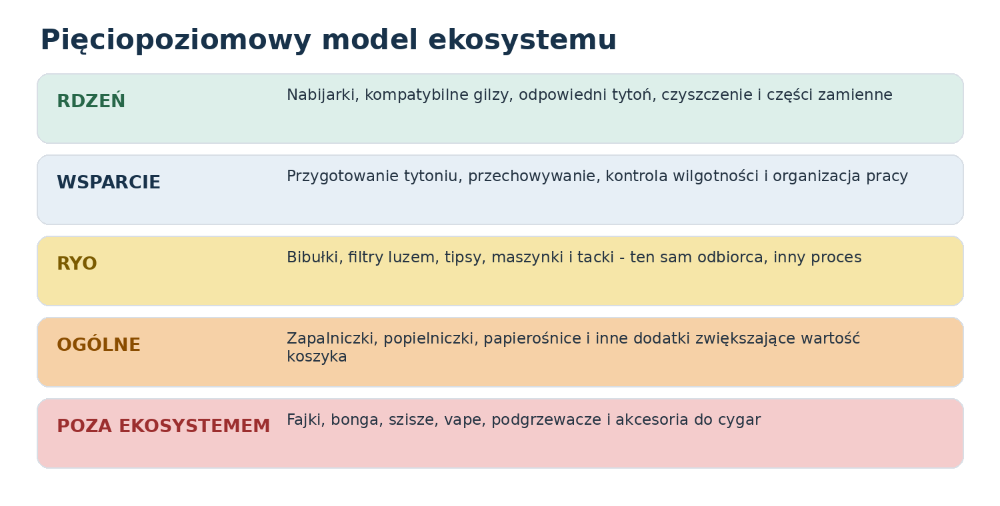 Pięciopoziomowy model ekosystemu
RDZEŃ
Nabijarki, kompatybilne gilzy, odpowiedni tytoń, czyszczenie i części zamienne
WSPARCIE
Przygotowanie tytoniu, przechowywanie, kontrola wilgotności i organizacja pracy
RYO
Bibułki, filtry luzem, tipsy, maszynki i tacki - ten sam odbiorca, inny proces
OGÓLNE
Zapalniczki, popielniczki, papierośnice i inne dodatki zwiększające wartość
koszyka
POZA EKOSYSTEMEM
Fajki, bonga, szisze, vape, podgrzewacze i akcesoria do cygar